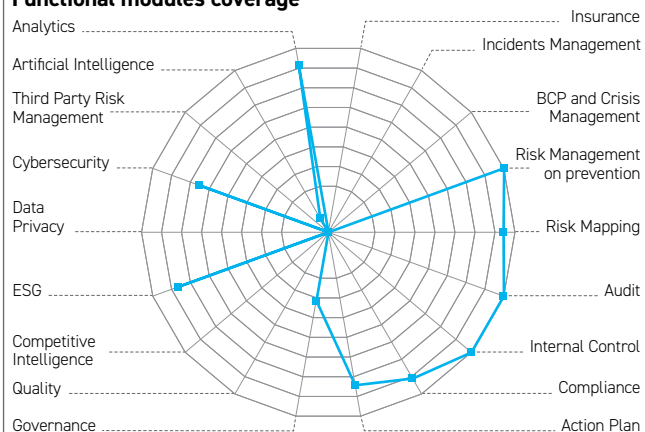 Functional modules coverage
Analytics
Artificial Intelligence
Third Party Risk
Management
Cybersecurity
Data
Privacy
ESG
Competitive
Intelligence
Quality
Governance
Insurance
Incidents Management
BCP and Crisis
Management
Risk Management
on prevention
Risk Mapping
Audit
Internal Control
Compliance
Action Plan